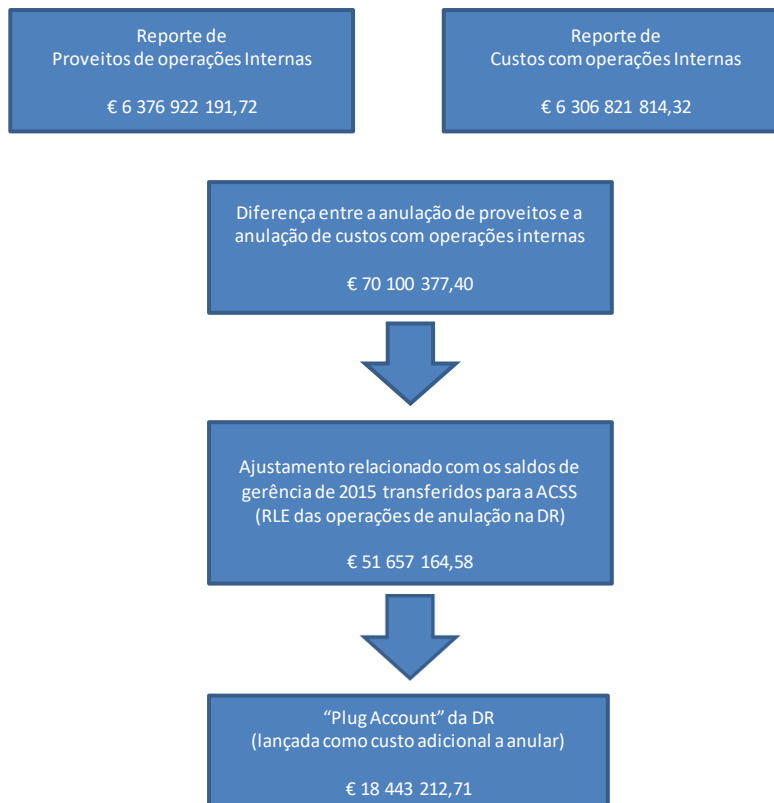 Reporte de
Proveitos de operações Internas
€ 6 376 922 191,72
Reporte de
Custos com operações Internas
€ 6 306 821 814,32
Diferença entre a anulação de proveitos e a
anulação de custos com operações internas
€ 70 100 377,40
Ajustamento relacionado com os saldos de
gerência de 2015 transferidos para a ACSS
(RLE das operações de anulação na DR)
€ 51 657 164,58
“Plug Account” da DR
(lançada como custo adicional a anular)
€ 18 443 212,71